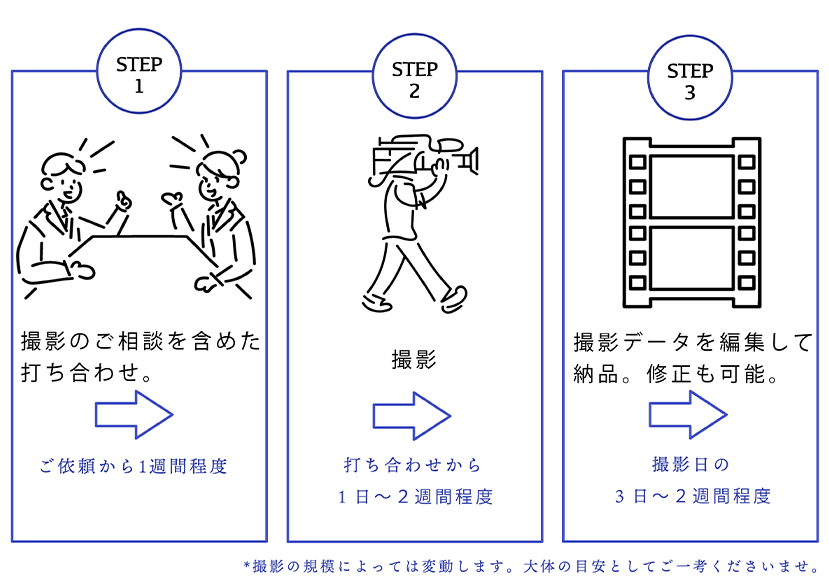 STEP
1
撮影のご相談を含めた
打ち合わせ。
ご依頼から1週間程度
STEP
2
撮影
打ち合わせから
1日～2週間程度
STEP
3
撮影データを編集して
納品。修正も可能。
撮影日の
3日～2週間程度
*撮影の規模によっては変動します。大体の目安としてご一考くださいませ。